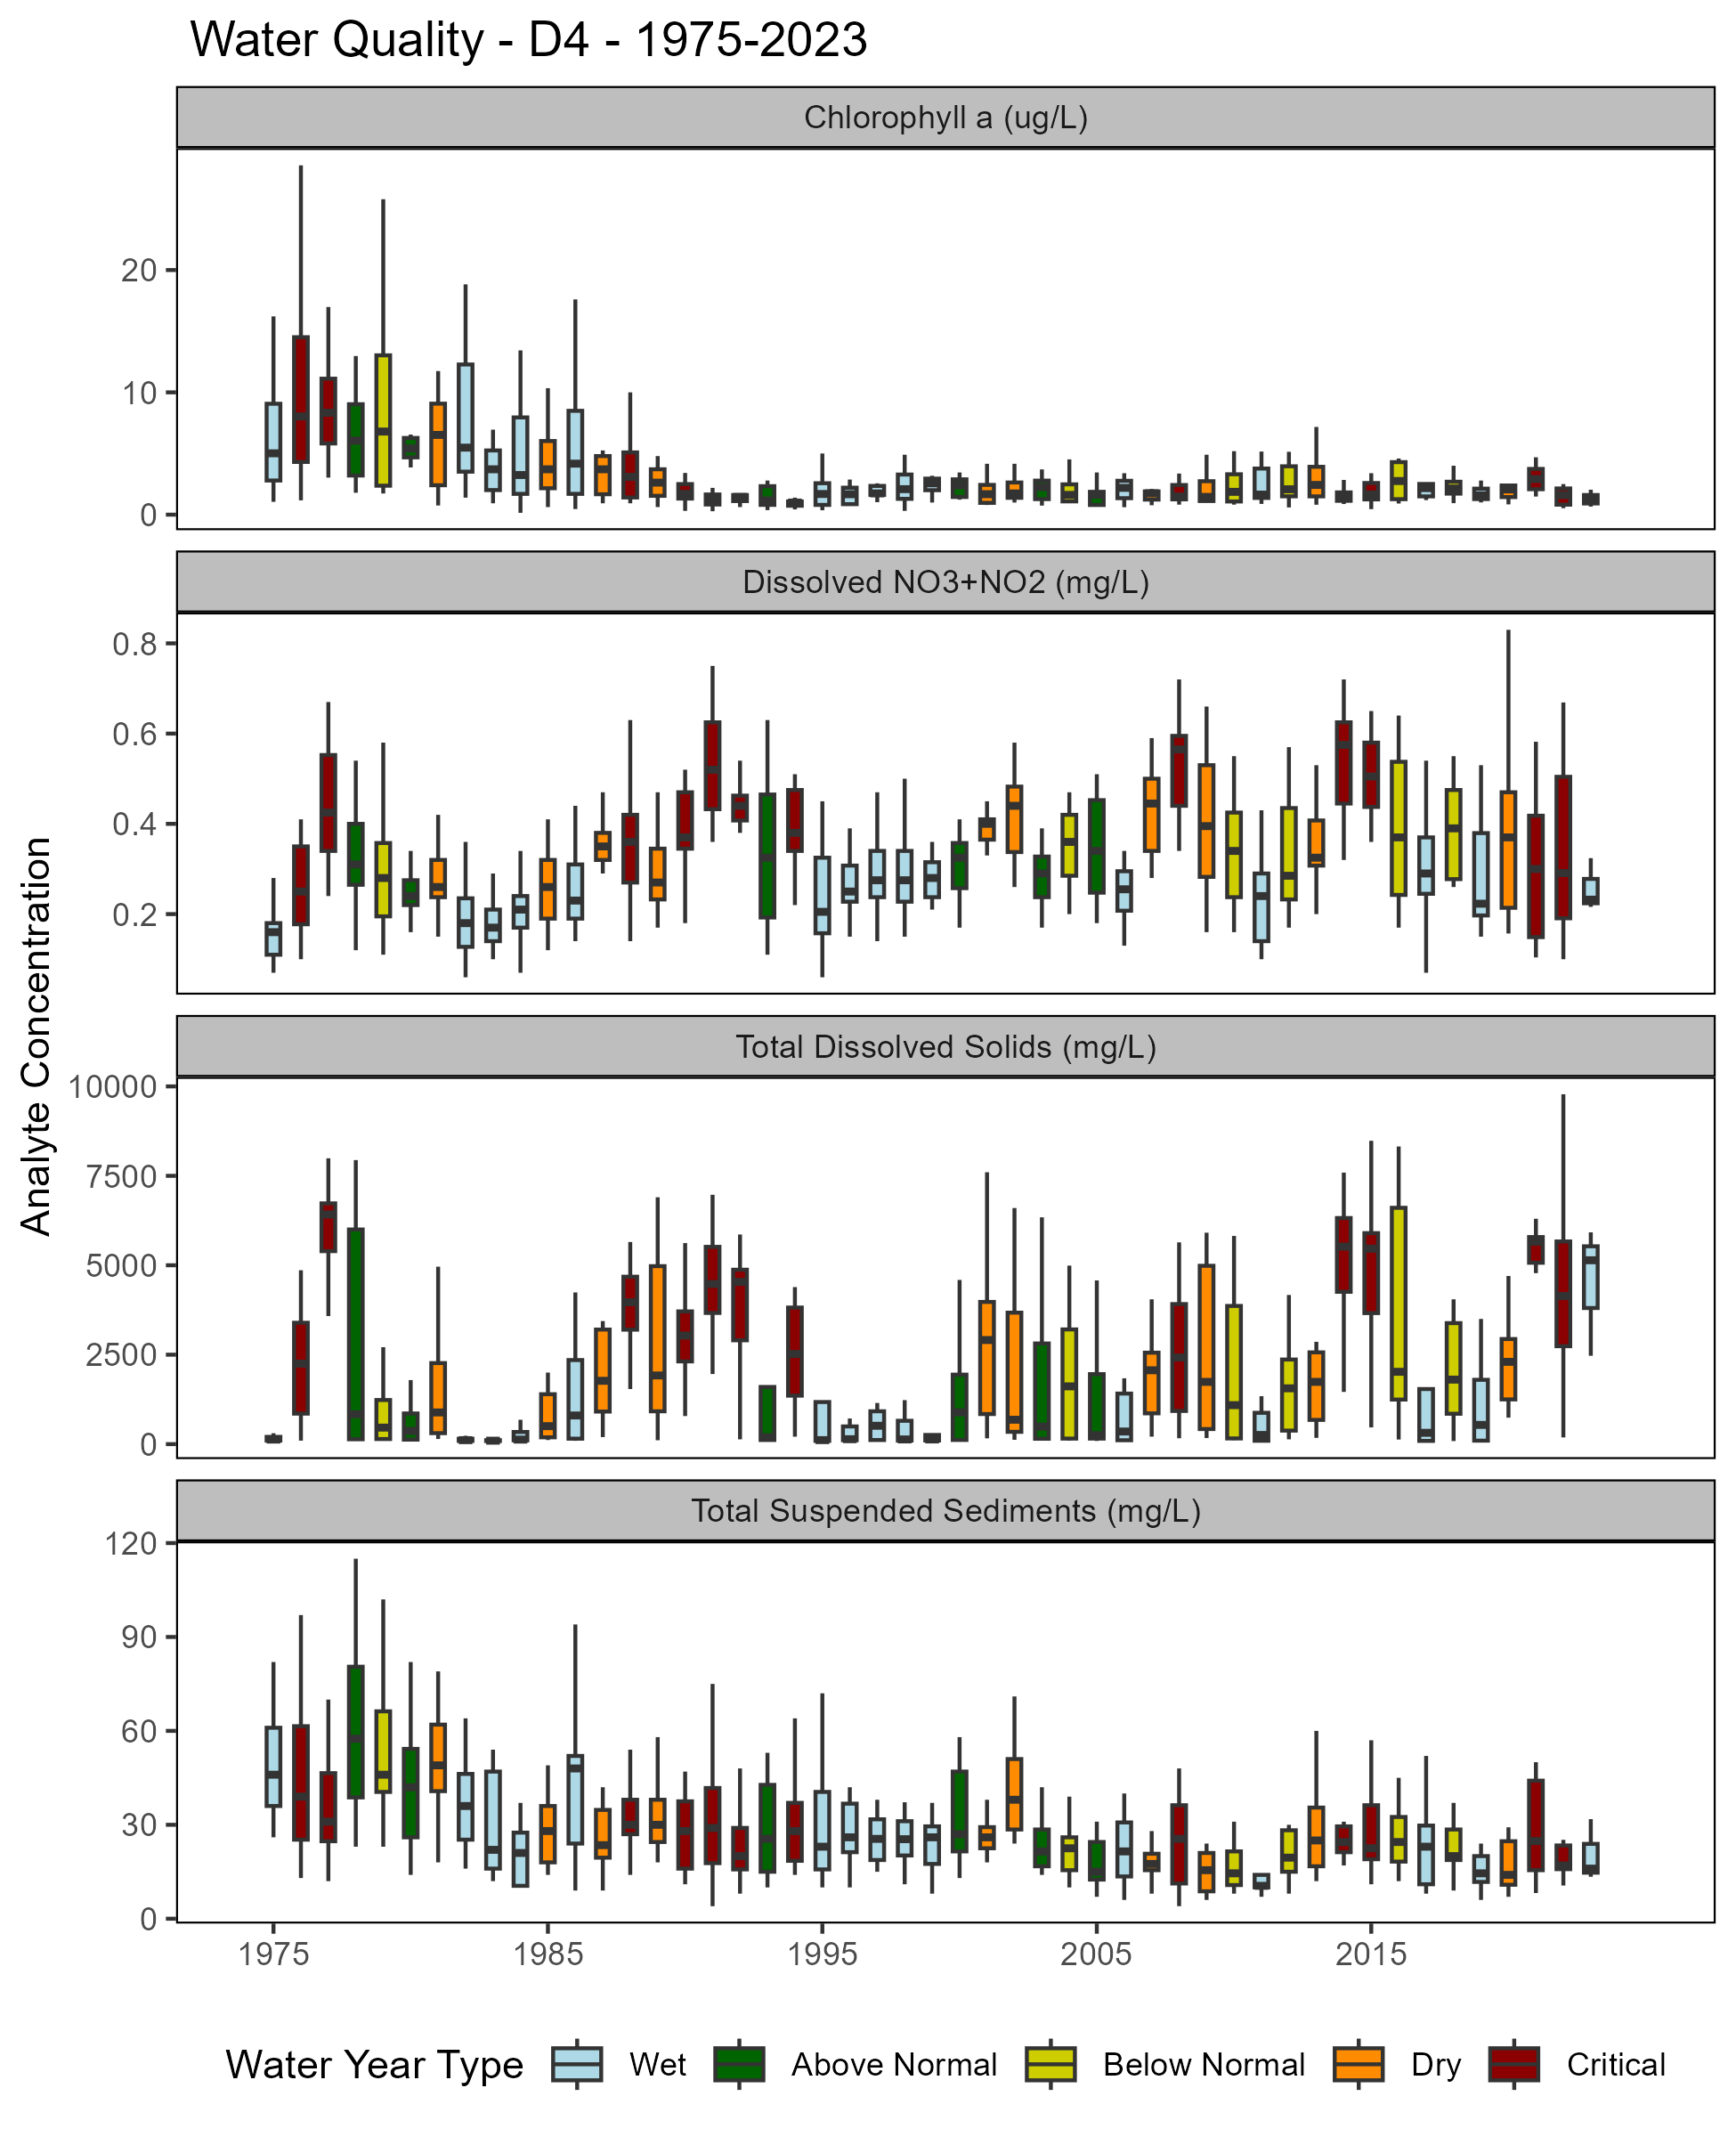 Water Quality - D4 - 1975-2023
Chlorophyll a (ug/L)
20
10
0
Dissolved NO3+NO2 (mg/L)
0.8
0.6
0.4
0.2
Total Dissolved Solids (mg/L)
10000
7500
5000
2500
0
Total Suspended Sediments (mg/L)
120
90
60
30
0
Analyte Concentration
1975 1985 1995 2005 2015
Water Year Type Wet Above Normal Below Normal Dry Critical